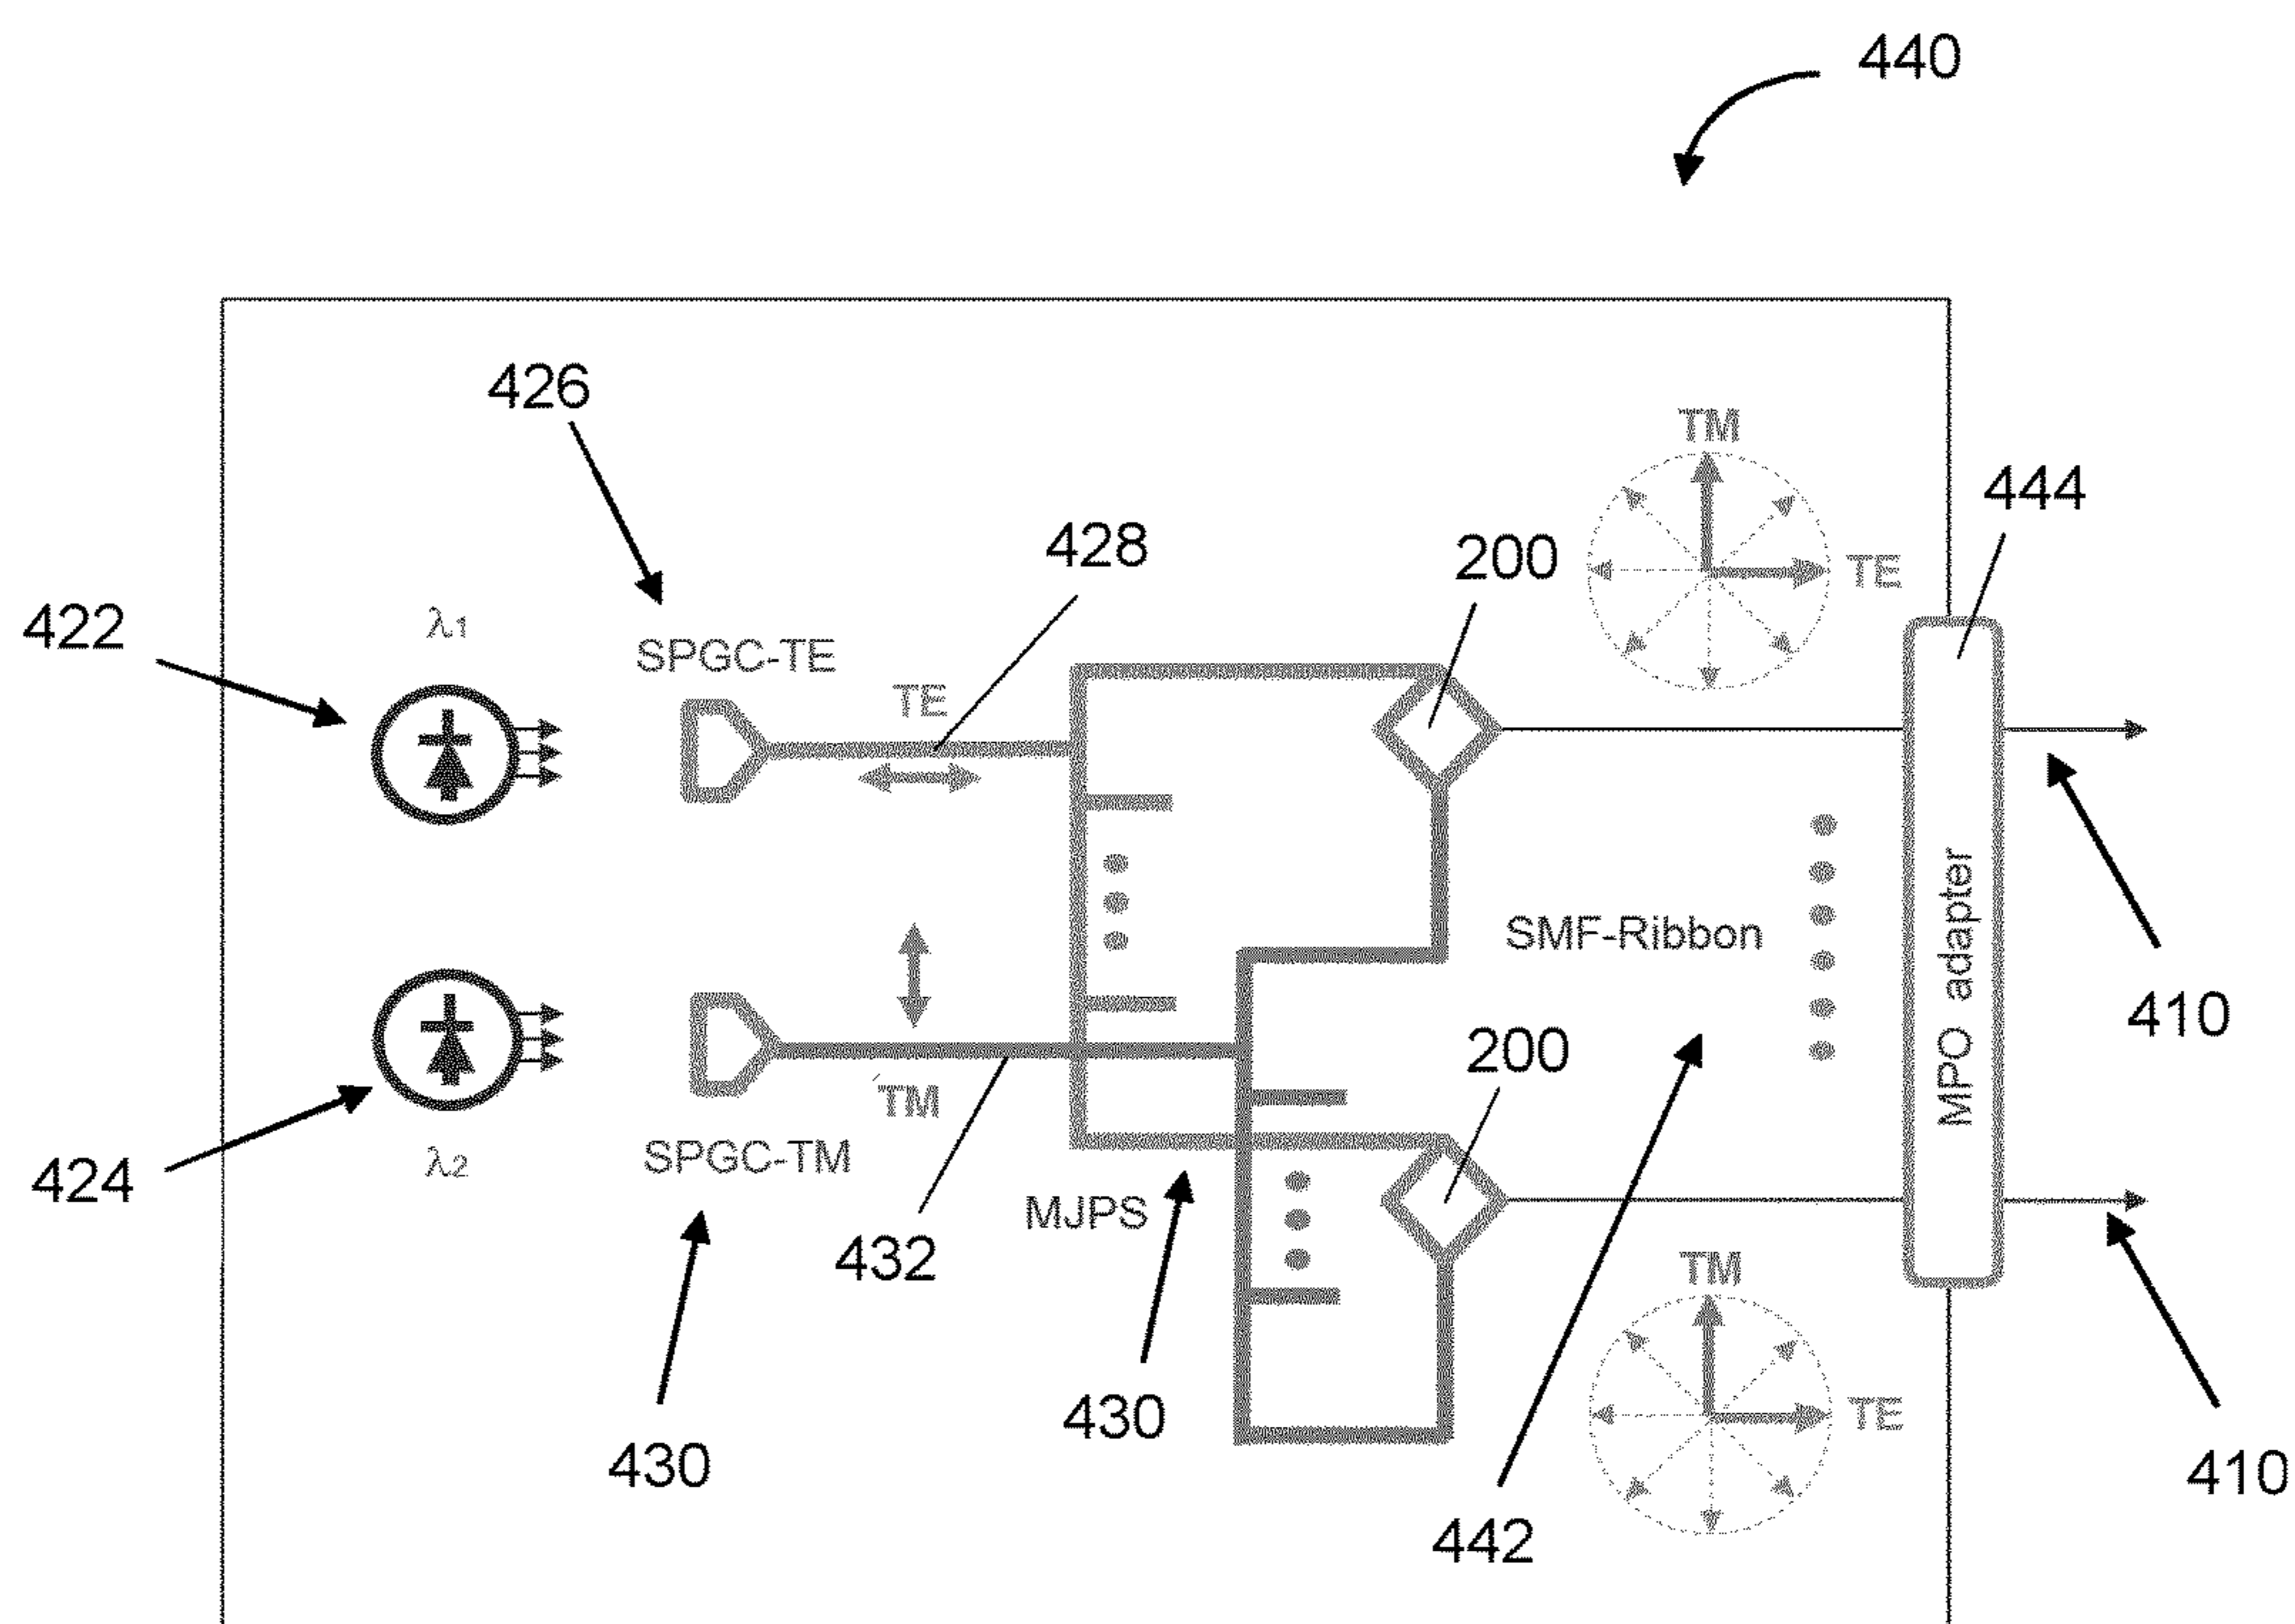 440
426
428
200
TM
444
TE
422
λ1
SPGC-TE
TE
SMF-Ribbon
MPO adapter
410
200
TM
424
λ2
SPGC-TM
MJPS
432
430
430
442
TM
TE
410